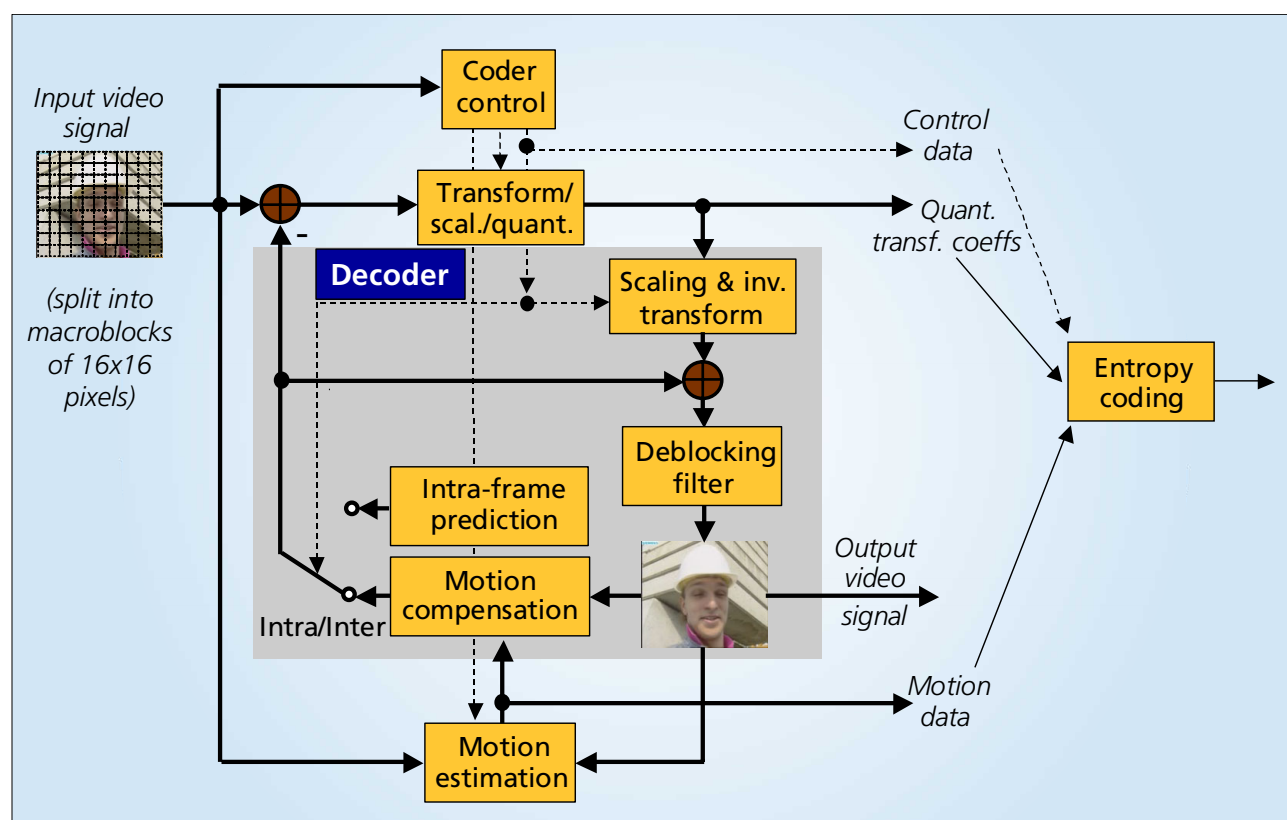 Input video
signal
(split into
macroblocks
of 16x16
pixels)
Coder
control
Control
data
Transform/
scal./quant.
-
Quant.
transf. coeffs
Decoder
Scaling & inv.
transform
Entropy
coding
Deblocking
filter
Intra-frame
prediction
Motion
compensation
Intra/Inter
Output
video
signal
Motion
data
Motion
estimation